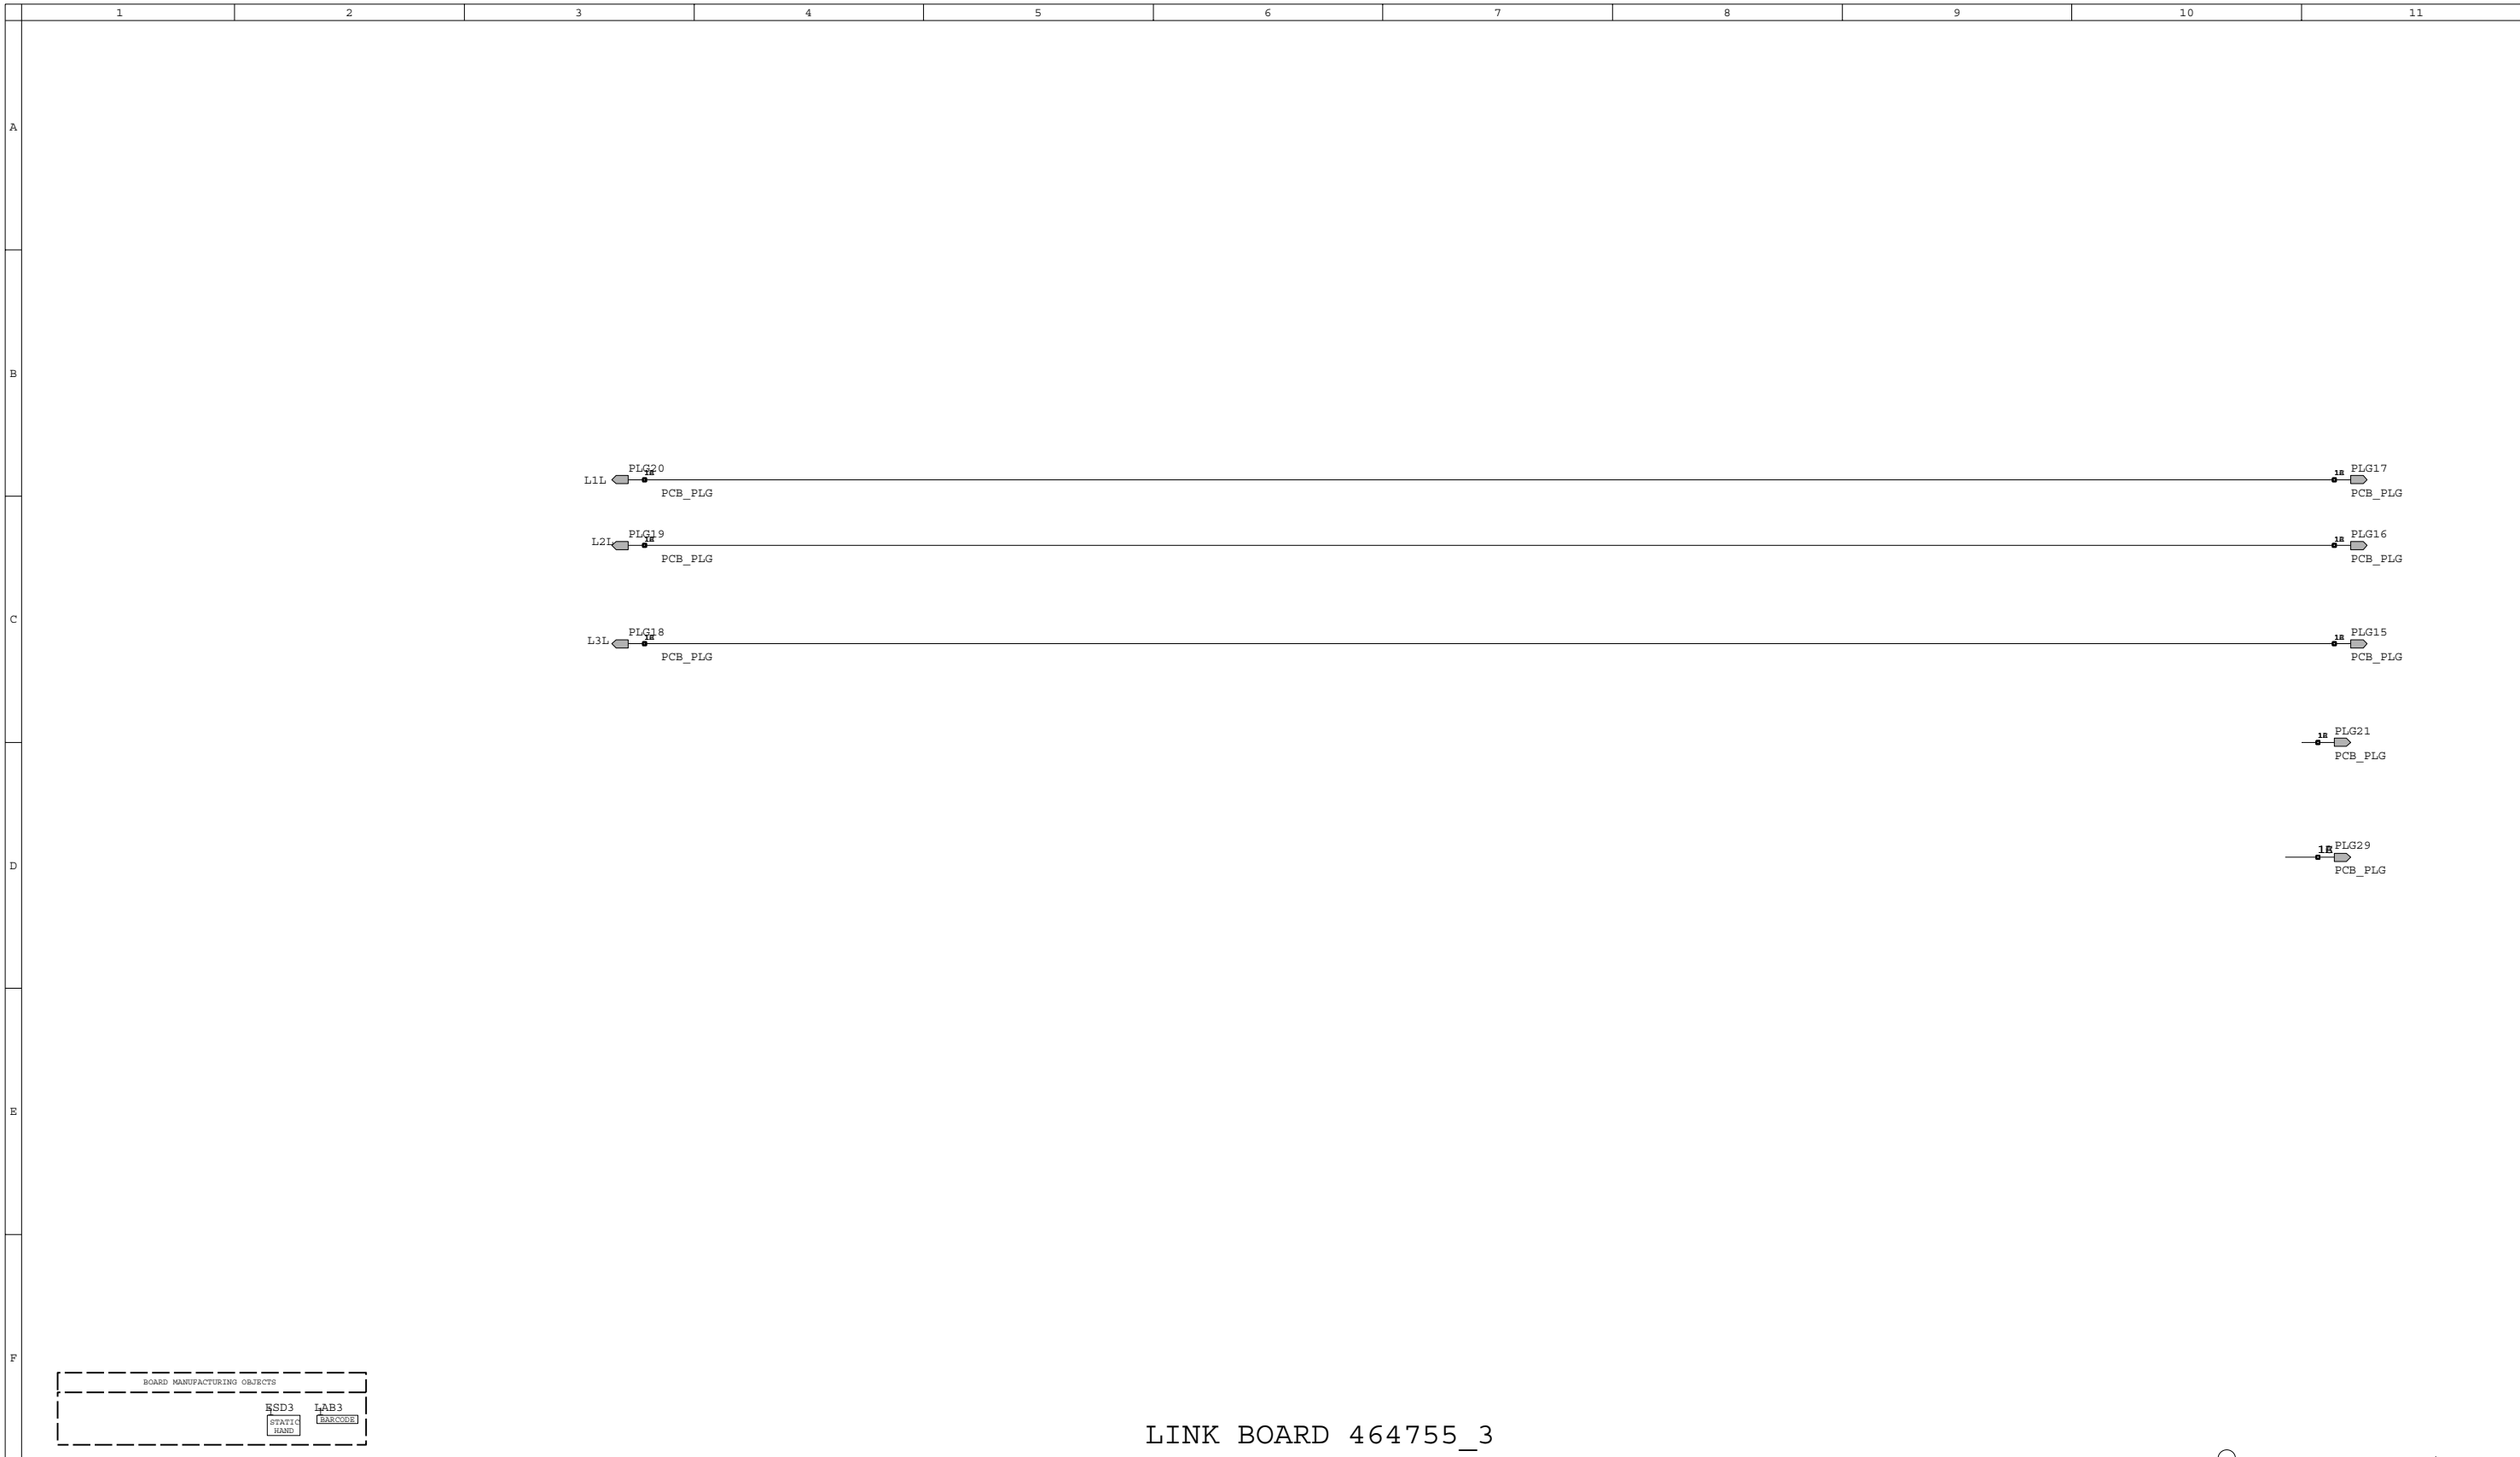 1 2 3 4 5 6 7 8 9 10 11
A
B
PLG20 PLG17
L1L
PCB_PLG PCB_PLG
C
PLG19 PLG16
L2L
PCB_PLG PCB_PLG
PLG18 PLG15
L3L
PCB_PLG PCB_PLG
PLG21
PCB_PLG
D
PLG29
PCB_PLG
E
F
BOARD MANUFACTURING OBJECTS
ESD3 LAB3
STATIC BARCODE
HAND
LINK BOARD 464755_3